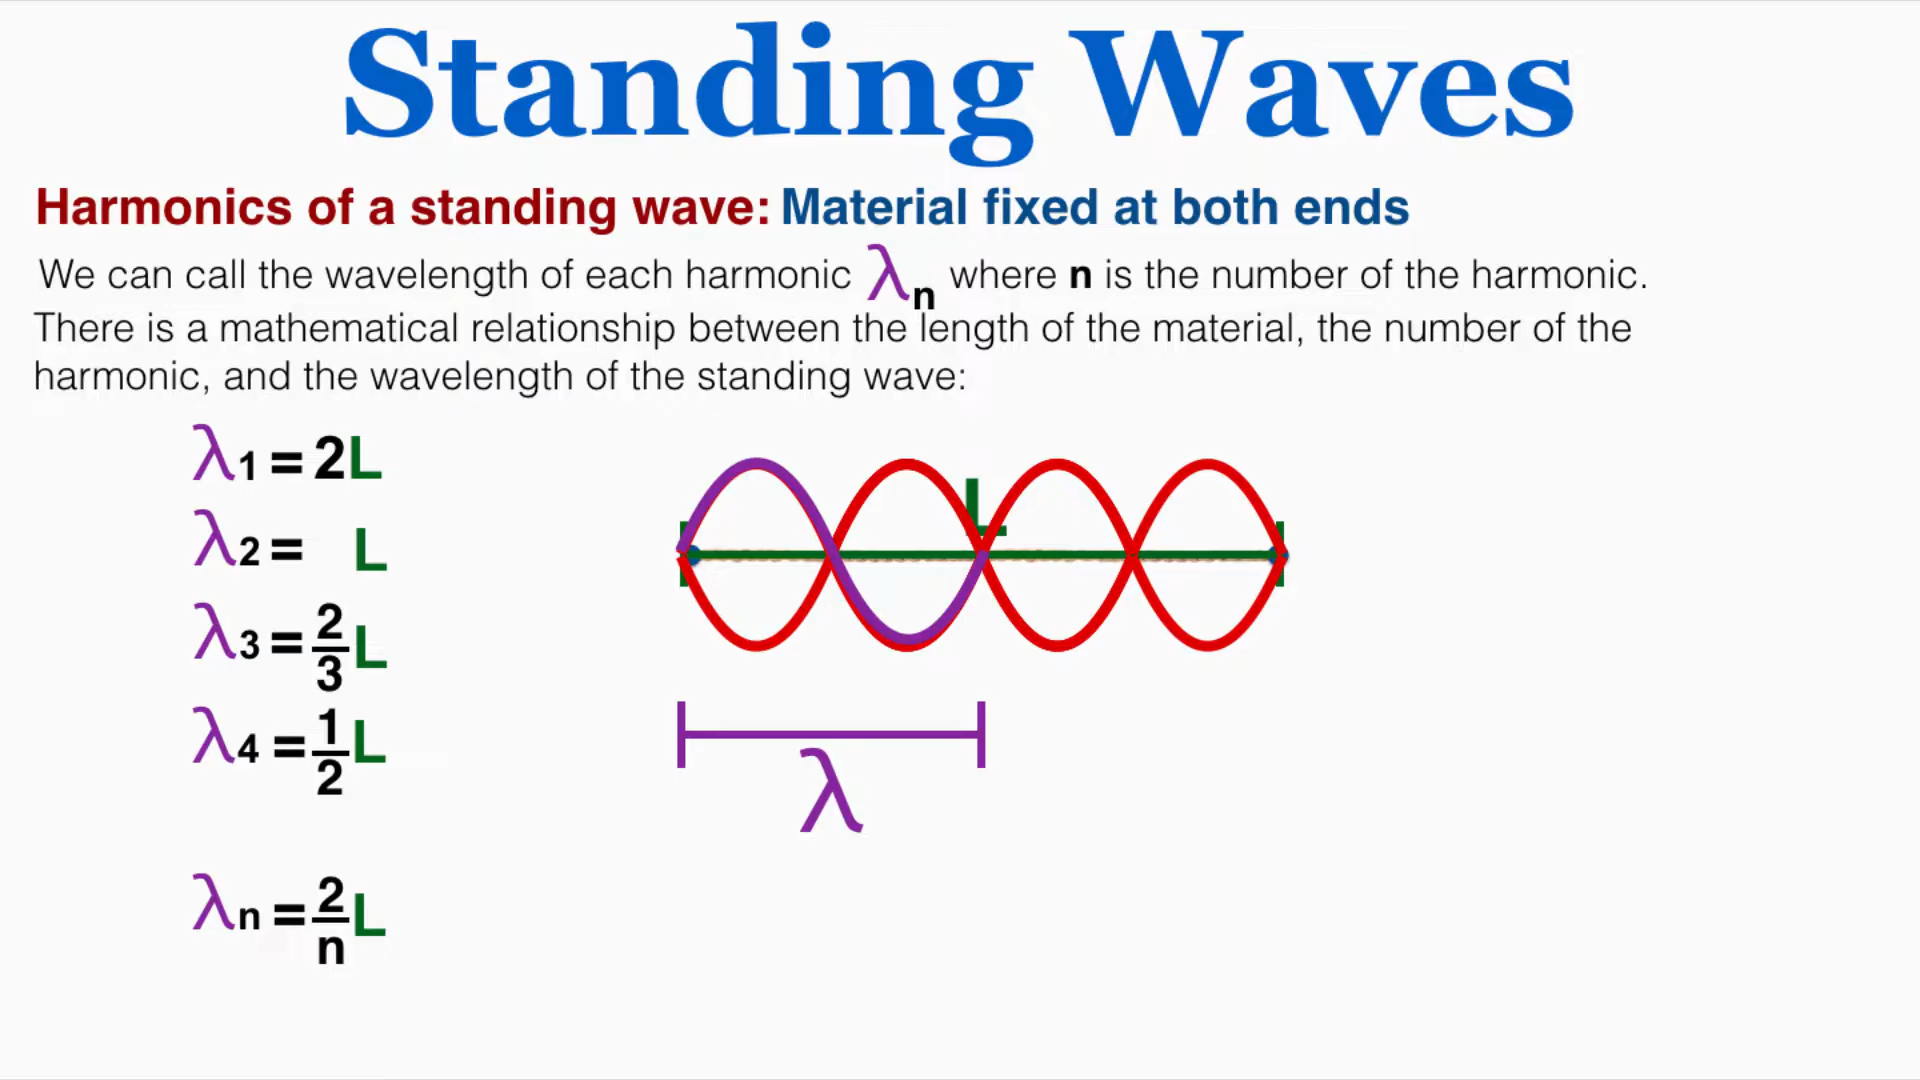 Standing Waves
Harmonics of a standing wave: Material fixed at both ends
We can call the wavelength of each harmonic λn where n is the number of the harmonic.
There is a mathematical relationship between the length of the material, the number of the
harmonic, and the wavelength of the standing wave:
λ1 = 2L
λ2 = L
λ3 = 2/3 L
λ4 = 1/2 L
λn = 2/n L
L
λ